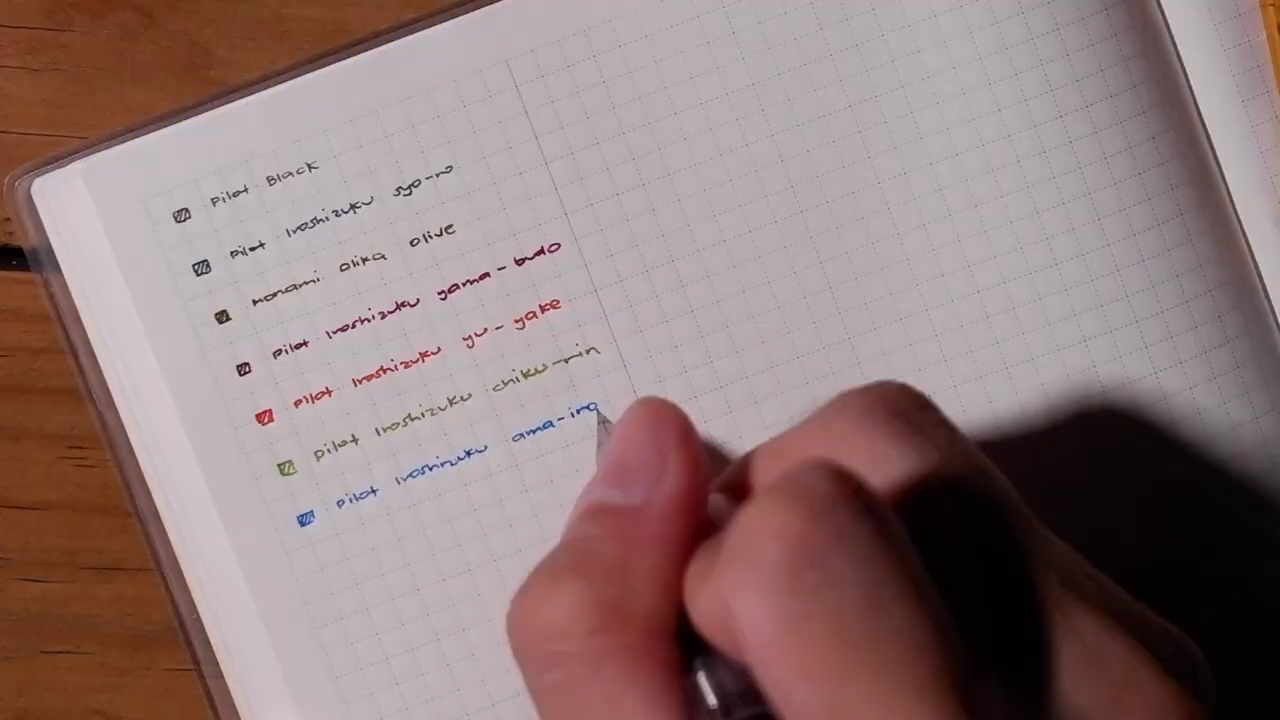 Pilot Black
Pilot Iroshizuku syo-ro
monami olika olive
Pilot Iroshizuku yama-budo
Pilot Iroshizuku yu-yake
pilot Iroshizuku chiku-rin
pilot Iroshizuku ama-iro